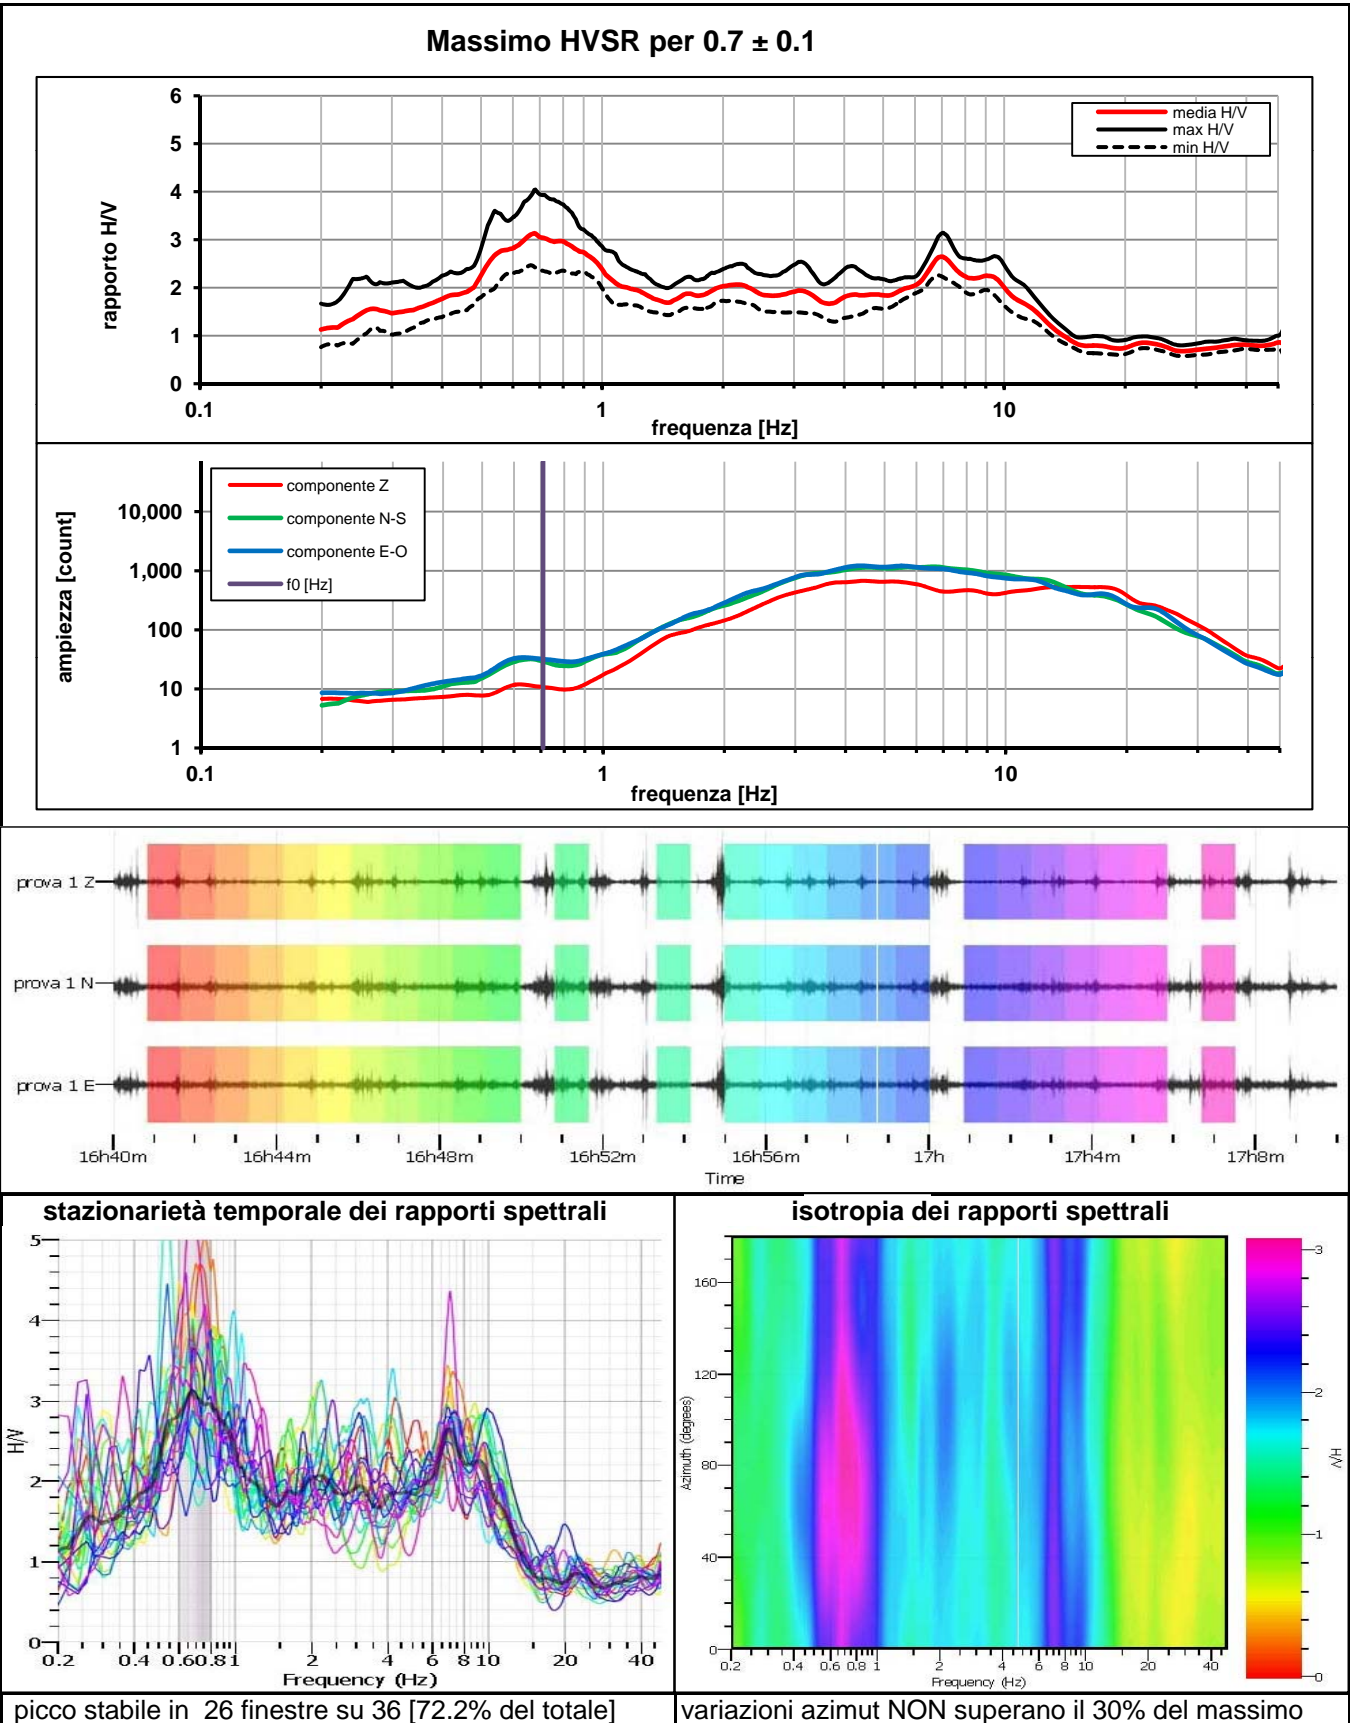 Massimo HVSR per 0.7 ± 0.1
6
5
4
3
2
1
0
rapporto H/V
media H/V
max H/V
min H/V
0.1
1
10
frequenza [Hz]
10,000
1,000
100
10
1
ampiezza [count]
componente Z
componente N-S
componente E-O
f0 [Hz]
0.1
1
10
frequenza [Hz]
prova 1 Z
prova 1 N
prova 1 E
16h40m 16h44m 16h48m 16h52m 16h56m 17h 17h4m 17h8m
Time
stazionarietà temporale dei rapporti spettrali
5
4
3
2
1
0
H/V
0.2 0.4 0.6 0.8 1 2 4 6 8 10 20 40
Frequency (Hz)
isotropia dei rapporti spettrali
160
120
80
40
0
Azimuth (degrees)
0.2 0.4 0.6 0.8 1 2 4 6 8 10 20 40
Frequency (Hz)
3
2
1
0
H/V
picco stabile in 26 finestre su 36 [72.2% del totale]
variazioni azimut NON superano il 30% del massimo